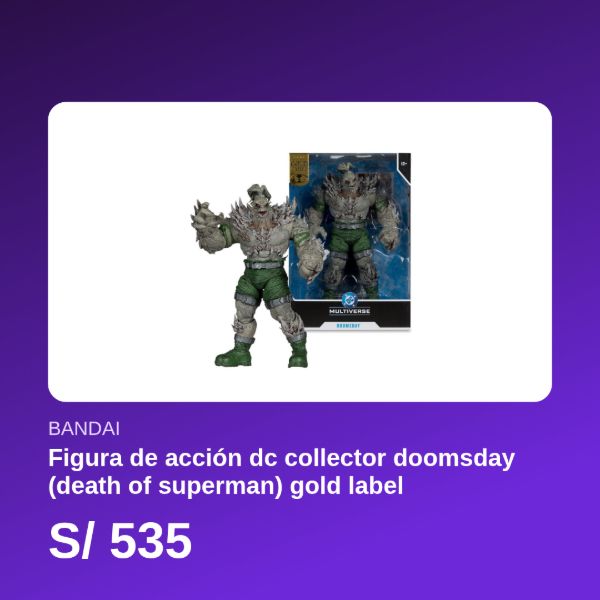 MULTIVERSE
DOOMSDAY
BANDAI
Figura de acción dc collector doomsday
(death of superman) gold label
S/ 535